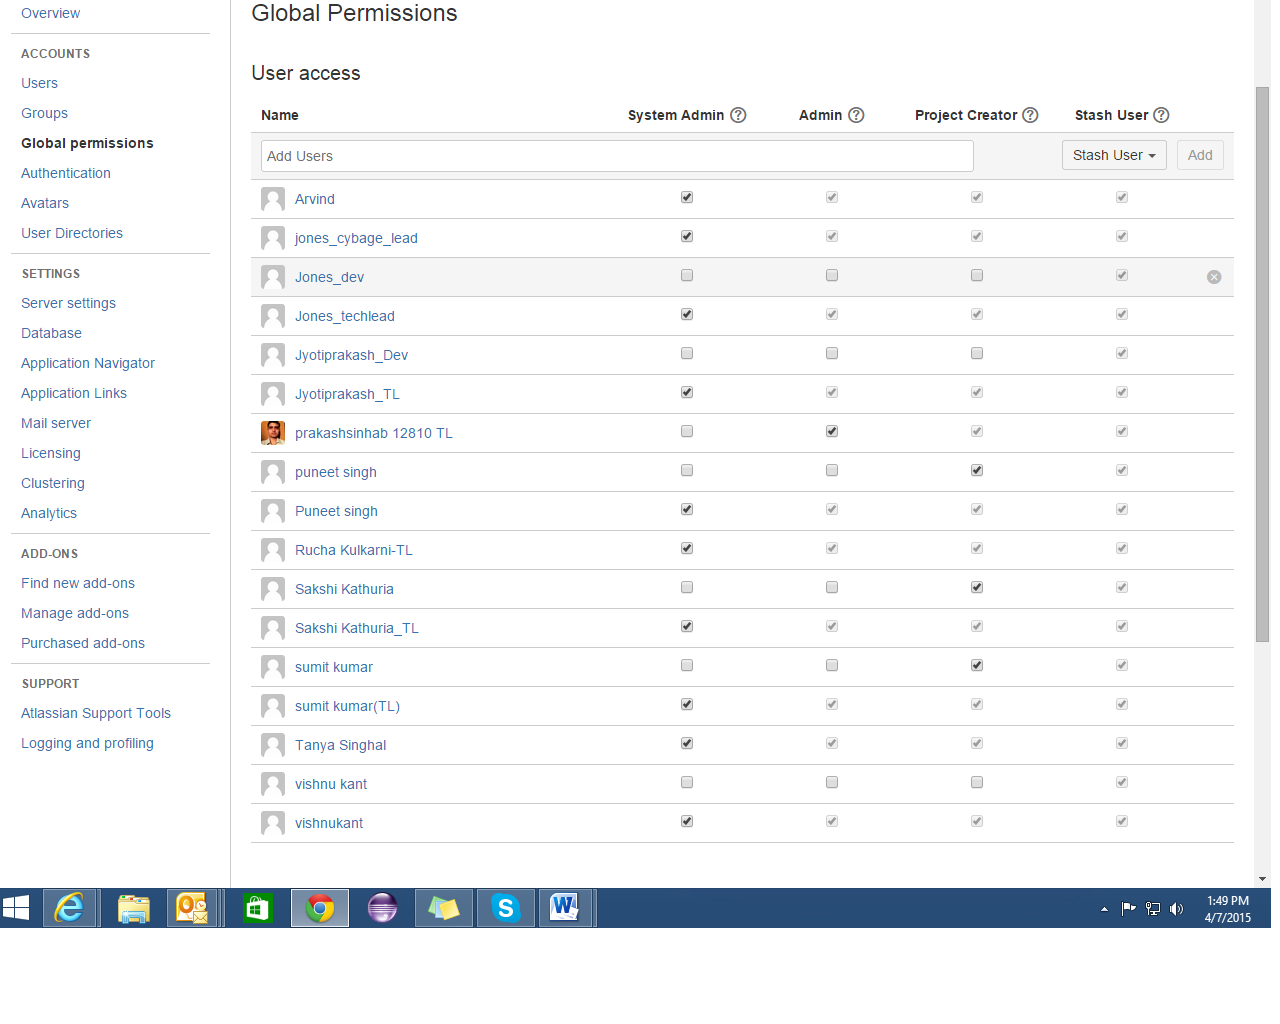 Overview
ACCOUNTS
Users
Groups
Global permissions
Authentication
Avatars
User Directories
SETTINGS
Server settings
Database
Application Navigator
Application Links
Mail server
Licensing
Clustering
Analytics
ADD-ONS
Find new add-ons
Manage add-ons
Purchased add-ons
SUPPORT
Atlassian Support Tools
Logging and profiling
Global Permissions
User access
Name System Admin ? Admin ? Project Creator ? Stash User ?
Add Users Stash User Add
Arvind
jones_cybage_lead
Jones_dev
Jones_techlead
Jyotiprakash_Dev
Jyotiprakash_TL
prakashsinhab 12810 TL
puneet singh
Puneet singh
Rucha Kulkarni-TL
Sakshi Kathuria
Sakshi Kathuria_TL
sumit kumar
sumit kumar(TL)
Tanya Singhal
vishnu kant
vishnukant
1:49 PM
4/7/2015